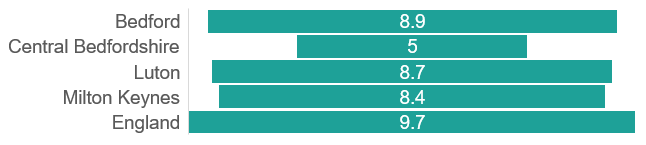 Bedford 8.9
Central Bedfordshire 5
Luton 8.7
Milton Keynes 8.4
England 9.7